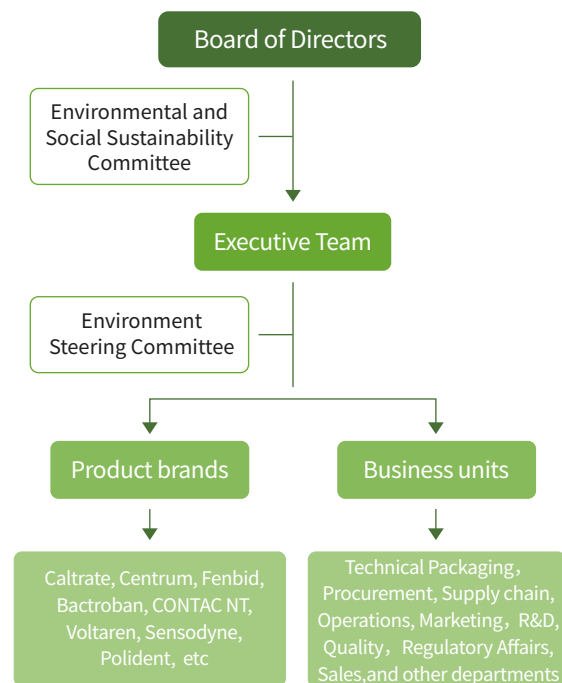 Board of Directors
Environmental and
Social Sustainability
Committee
Executive Team
Environment
Steering Committee
Product brands
Business units
Caltrate, Centrum, Fenbid,
Bactroban, CONTAC NT,
Voltaren, Sensodyne,
Polident, etc
Technical Packaging，
Procurement, Supply chain,
Operations, Marketing，R&D,
Quality，Regulatory Affairs,
Sales,and other departments